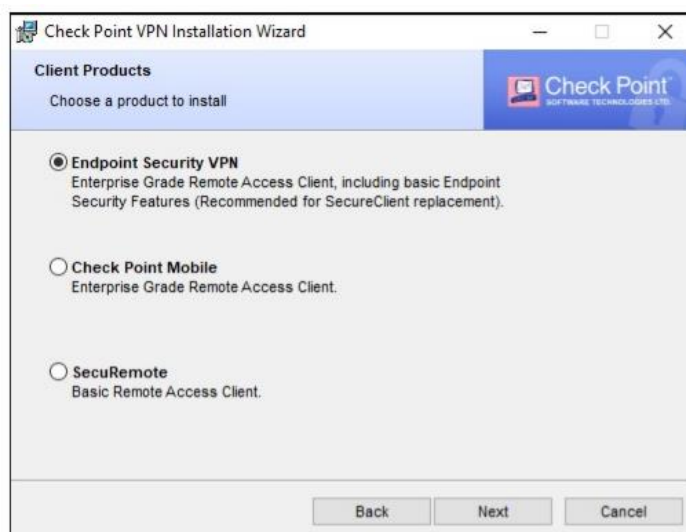 Check Point VPN Installation Wizard
Client Products
Choose a product to install
Check Point
SOFTWARE TECHNOLOGIES LTD.
Endpoint Security VPN
Enterprise Grade Remote Access Client, including basic Endpoint
Security Features (Recommended for SecureClient replacement).
Check Point Mobile
Enterprise Grade Remote Access Client.
SecuRemote
Basic Remote Access Client.
Back
Next
Cancel